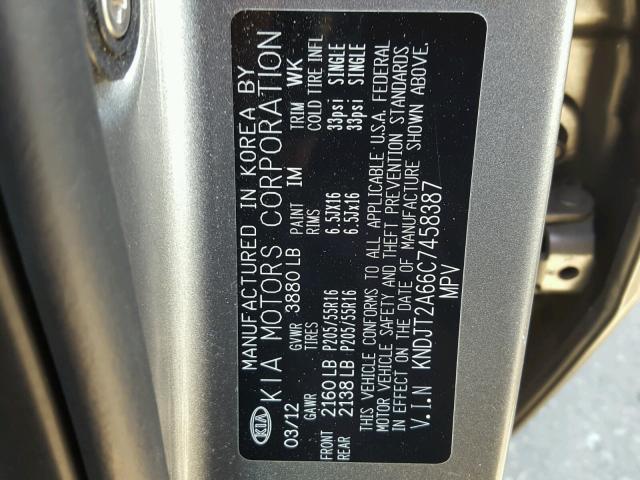 KIA
MANUFACTURED IN KOREA BY
KIA MOTORS CORPORATION
03/12 GVWR 3880 LB PAINT IM TRIM WK
GAWR TIRES RIMS COLD TIRE INFL
FRONT 2160 LB P205/55R16 6.5JX16 33psi SINGLE
REAR 2138 LB P205/55R16 6.5JX16 33psi SINGLE
THIS VEHICLE CONFORMS TO ALL APPLICABLE U.S.A. FEDERAL
MOTOR VEHICLE SAFETY AND THEFT PREVENTION STANDARDS
IN EFFECT ON THE DATE OF MANUFACTURE SHOWN ABOVE.
V.I.N KNDJT2A66C7458387
MPV